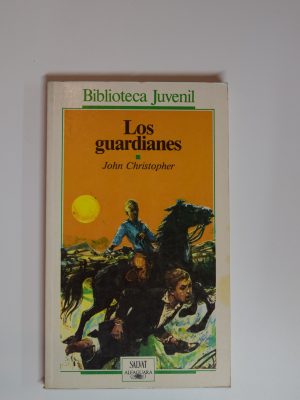 Biblioteca Juvenil
Los
guardianes
John Christopher
SALVAT
ALFAGUARA